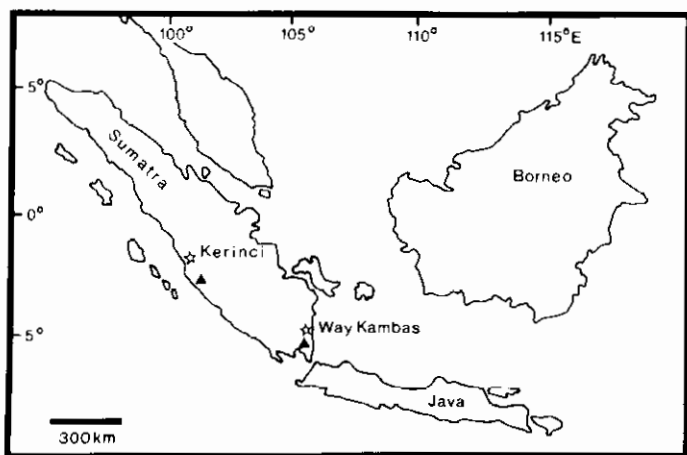 100° 105° 110° 115°E
5°
Sumatra
Borneo
0°
Kerinci
5°
Way Kambas
Java
300km